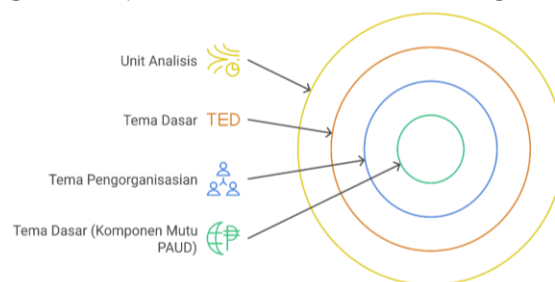 Unit Analisis
Tema Dasar TED
Tema Pengorganisasian
Tema Dasar (Komponen Mutu
PAUD)